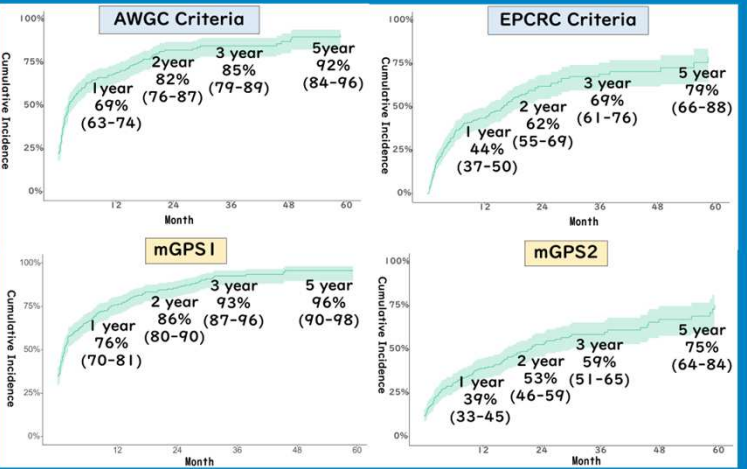 AWGC Criteria
Cumulative Incidence
100%
75%
50%
25%
0%
1 year
69%
(63-74)
2year
82%
(76-87)
3 year
85%
(79-89)
5year
92%
(84-96)
12
24
36
48
60
Month
EPCRC Criteria
Cumulative Incidence
100%
75%
50%
25%
0%
1 year
44%
(37-50)
2 year
62%
(55-69)
3 year
69%
(61-76)
5 year
79%
(66-88)
12
24
36
48
60
Month
mGPS1
Cumulative Incidence
100%
75%
50%
25%
0%
1 year
76%
(70-81)
2 year
86%
(80-90)
3 year
93%
(87-96)
5 year
96%
(90-98)
12
24
36
48
60
Month
mGPS2
Cumulative Incidence
100%
75%
50%
25%
0%
1 year
39%
(33-45)
2 year
53%
(46-59)
3 year
59%
(51-65)
5 year
75%
(64-84)
12
24
36
48
60
Month